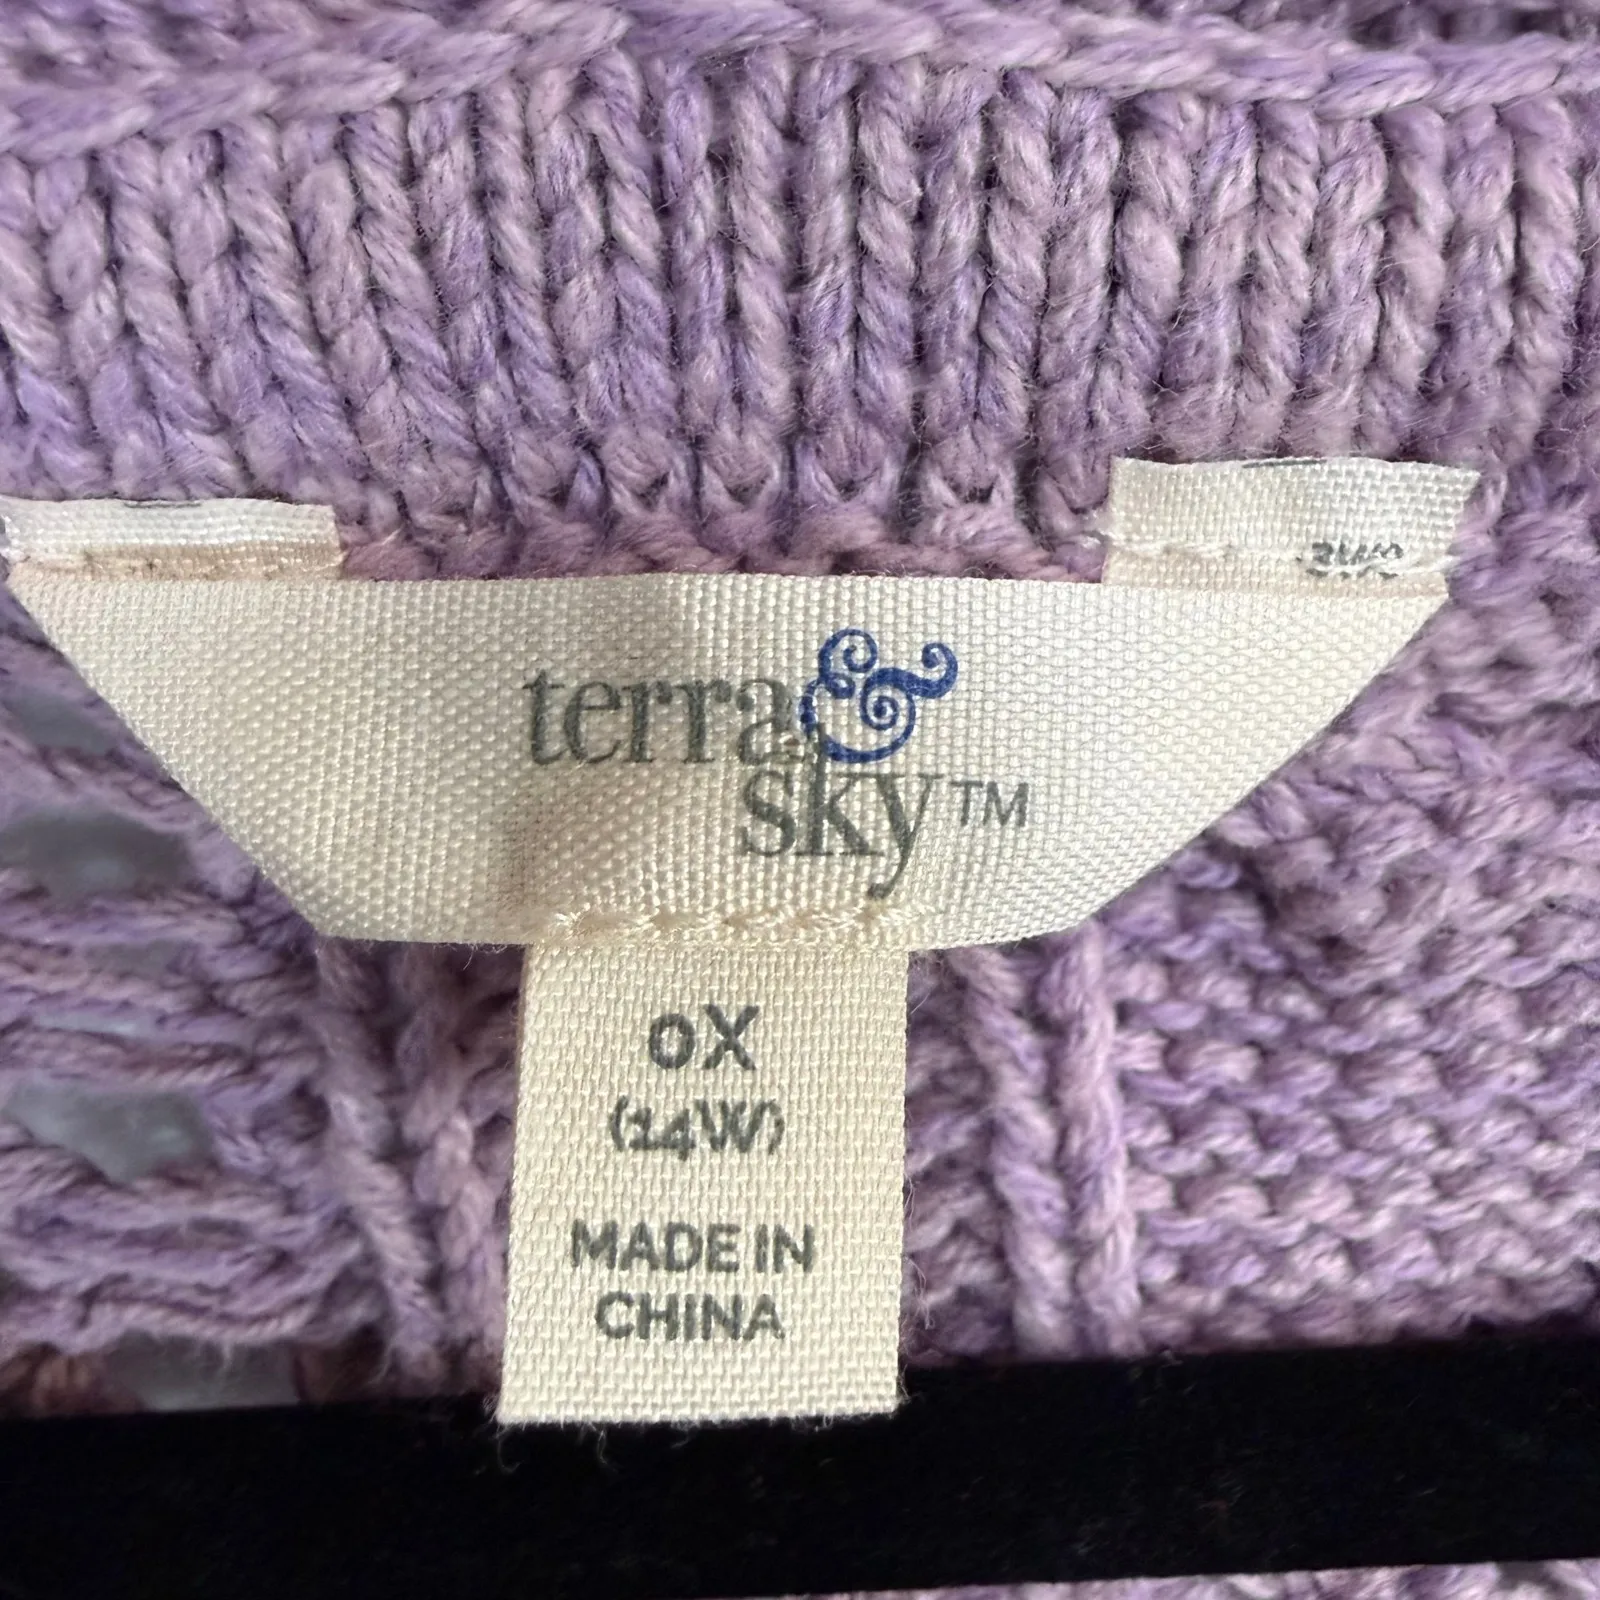 terra &
sky™
0X
(14W)
MADE IN
CHINA